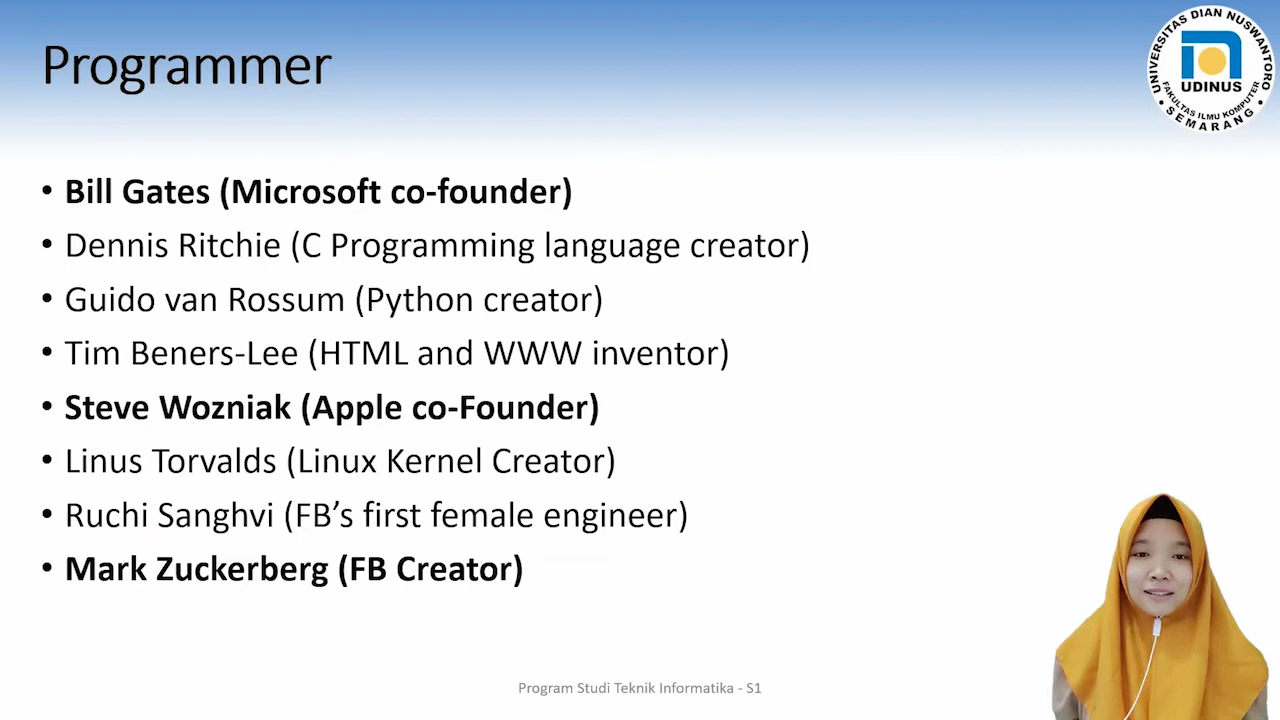 Programmer
UNIVERSITAS DIAN NUSWANTORO
UDINUS
FAKULTAS ILMU KOMPUTER
• SEMARANG •
• Bill Gates (Microsoft co-founder)
• Dennis Ritchie (C Programming language creator)
• Guido van Rossum (Python creator)
• Tim Beners-Lee (HTML and WWW inventor)
• Steve Wozniak (Apple co-Founder)
• Linus Torvalds (Linux Kernel Creator)
• Ruchi Sanghvi (FB’s first female engineer)
• Mark Zuckerberg (FB Creator)
Program Studi Teknik Informatika - S1